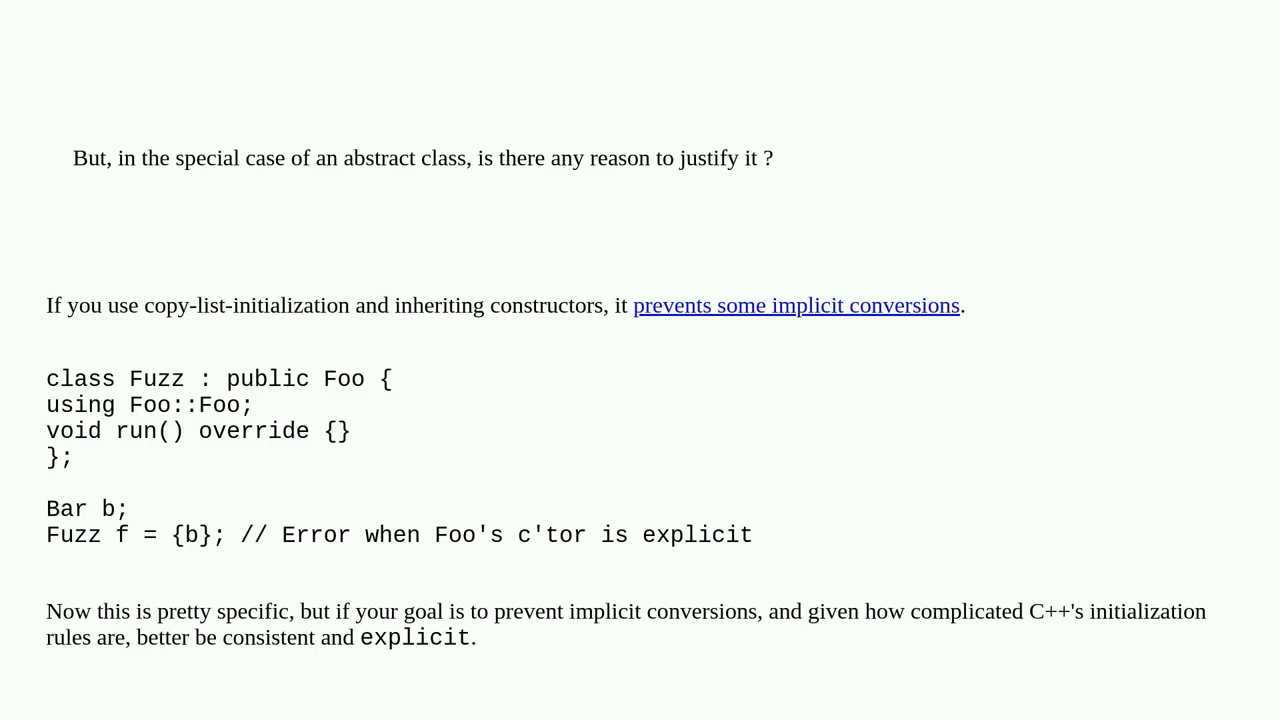 But, in the special case of an abstract class, is there any reason to justify it ?
If you use copy-list-initialization and inheriting constructors, it prevents some implicit conversions.
class Fuzz : public Foo {
using Foo::Foo;
void run() override {}
};
Bar b;
Fuzz f = {b}; // Error when Foo's c'tor is explicit
Now this is pretty specific, but if your goal is to prevent implicit conversions, and given how complicated C++'s initialization
rules are, better be consistent and explicit.